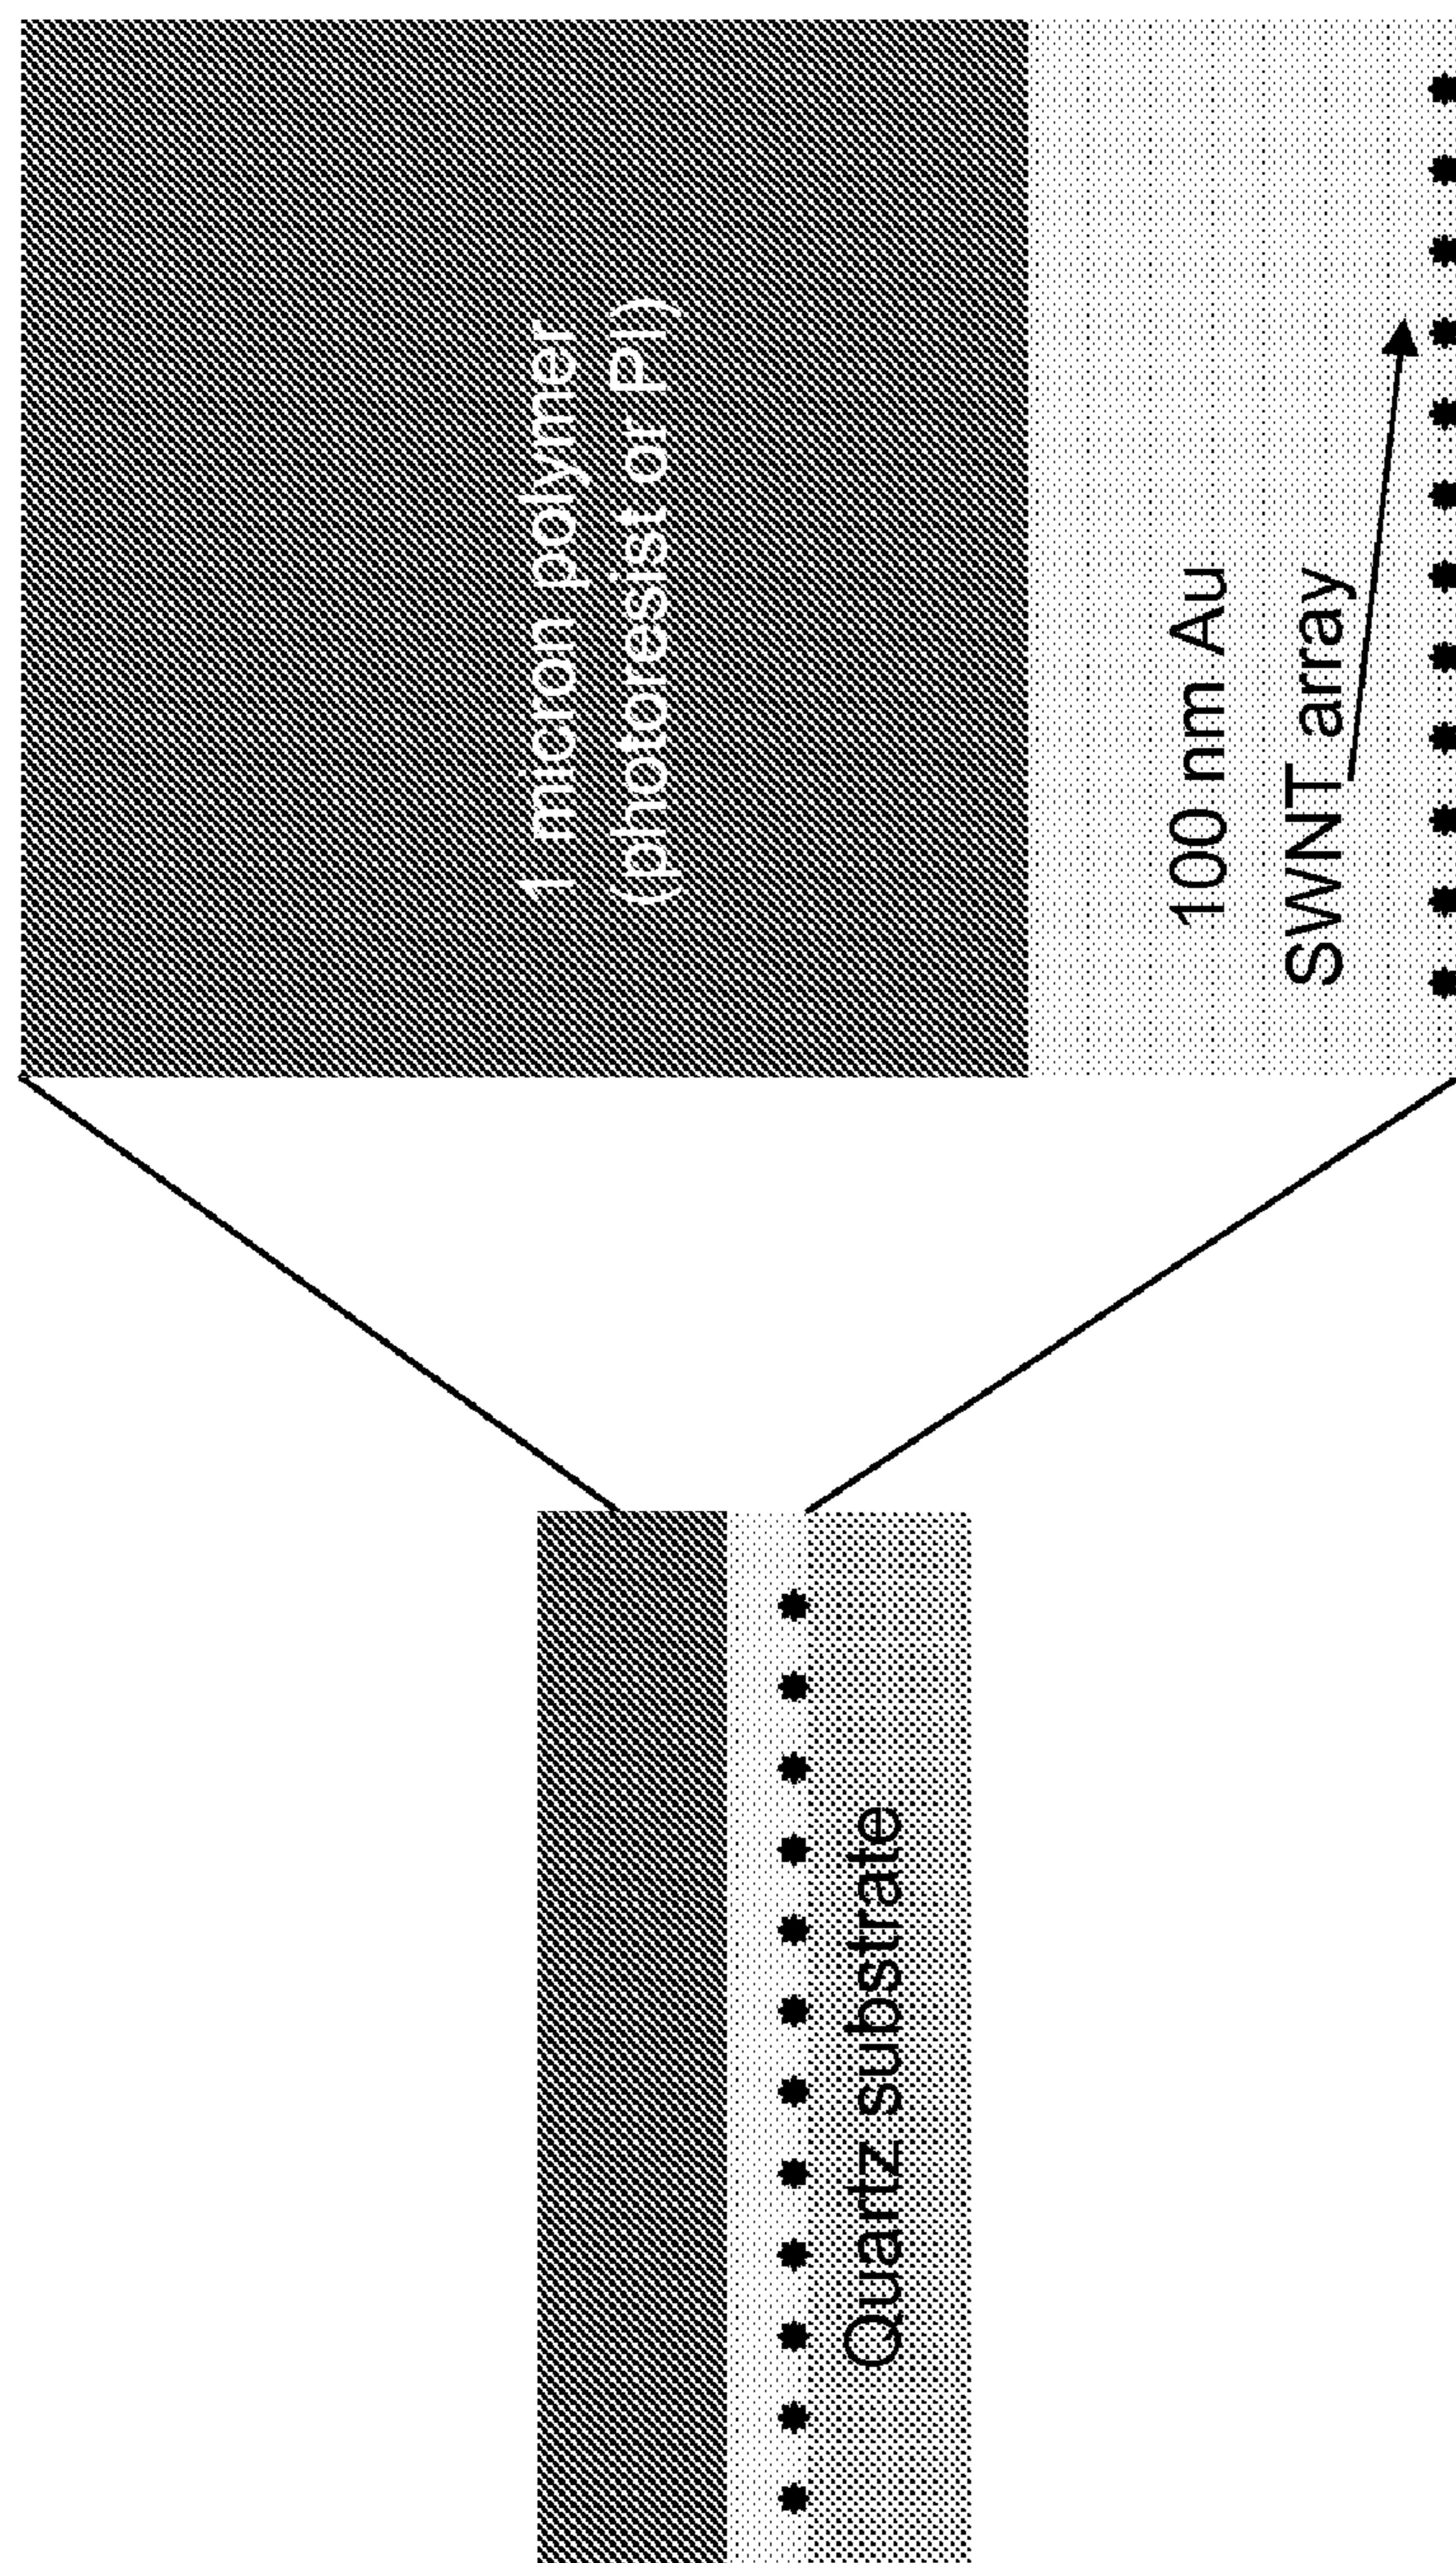 1 micron polymer
(photoresist or PI)
100 nm Au
SWNT array
Quartz substrate